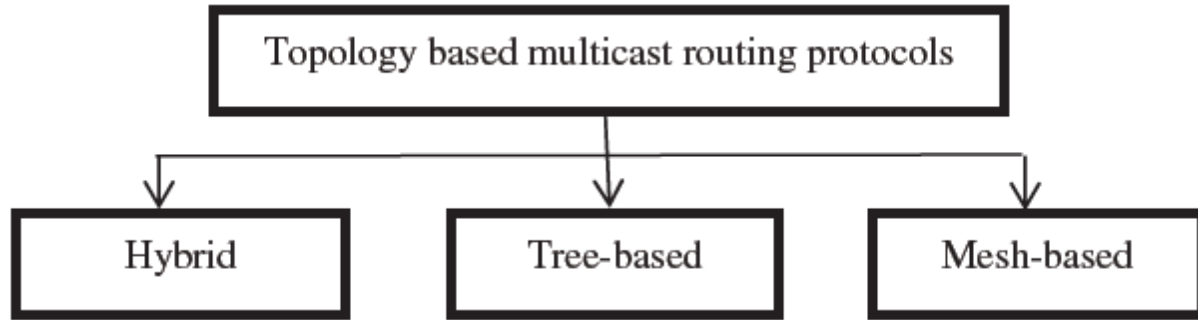 Topology based multicast routing protocols
Hybrid
Tree-based
Mesh-based